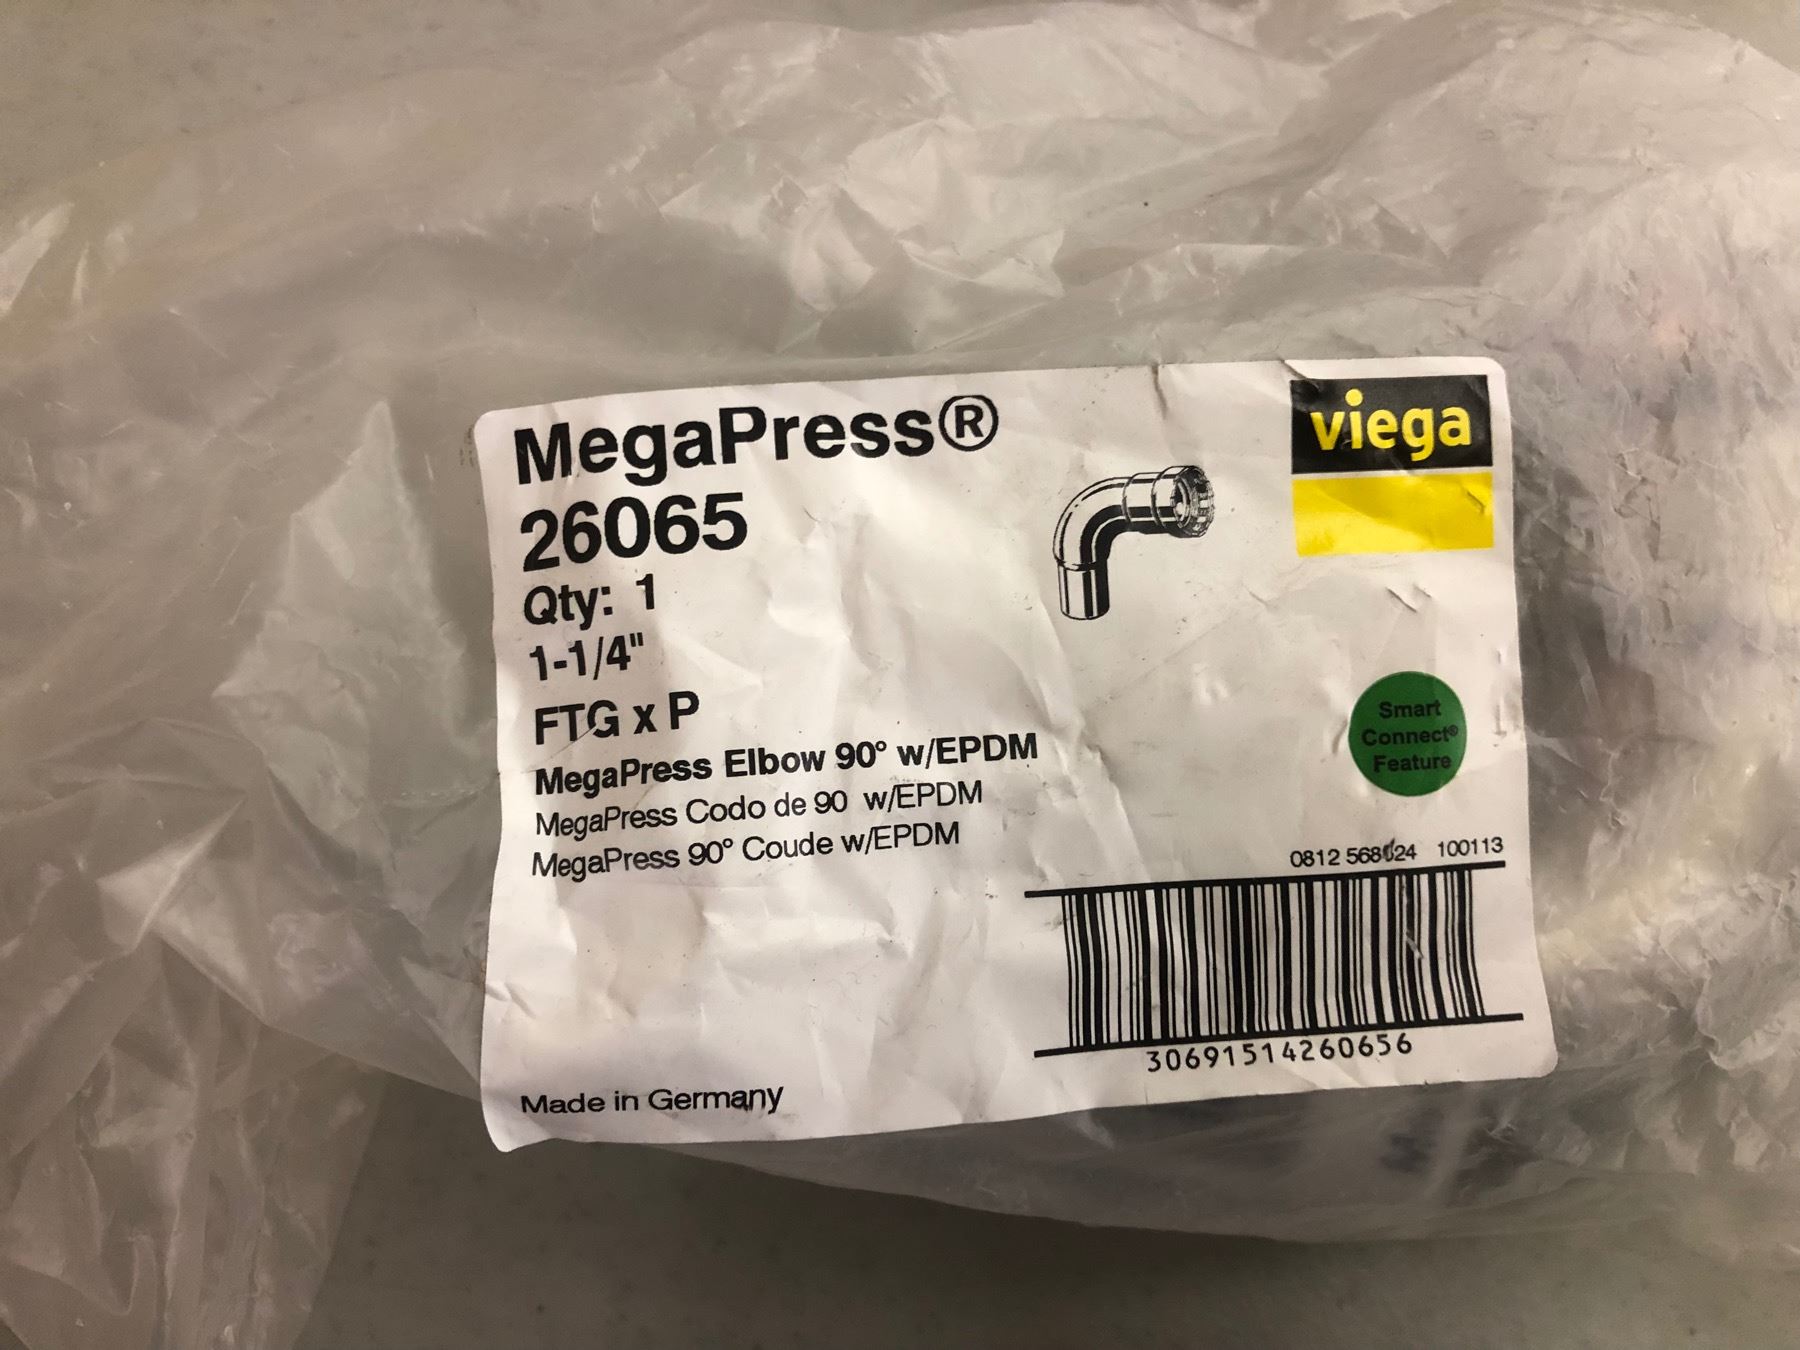 MegaPress®
viega
26065
Qty: 1
1-1/4"
FTG x P
MegaPress Elbow 90° w/EPDM
MegaPress Codo de 90 w/EPDM
MegaPress 90° Coude w/EPDM
Smart
Connect®
Feature
0812 100113
30691514260656
Made in Germany